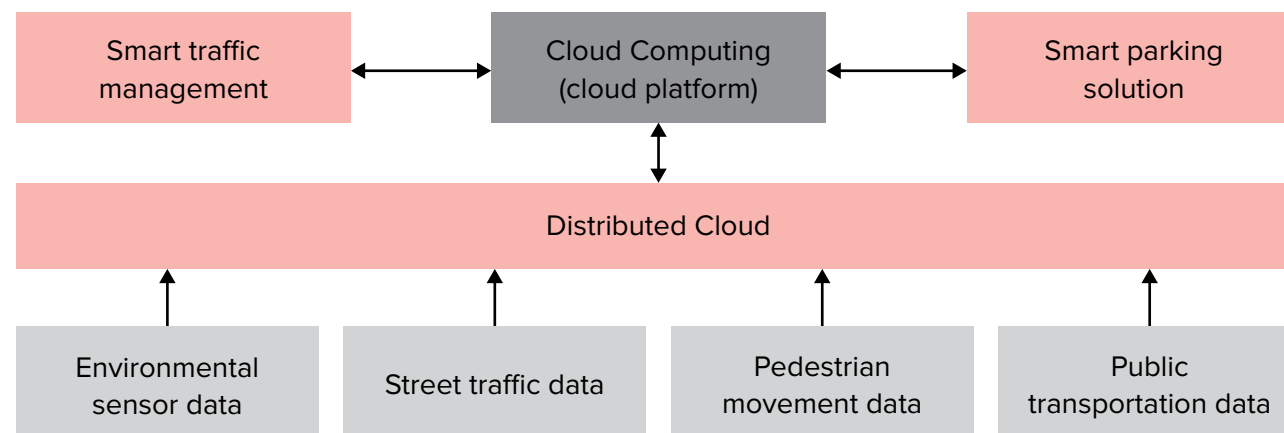 Smart traffic
management
Cloud Computing
(cloud platform)
Smart parking
solution
Distributed Cloud
Environmental
sensor data
Street traffic data
Pedestrian
movement data
Public
transportation data